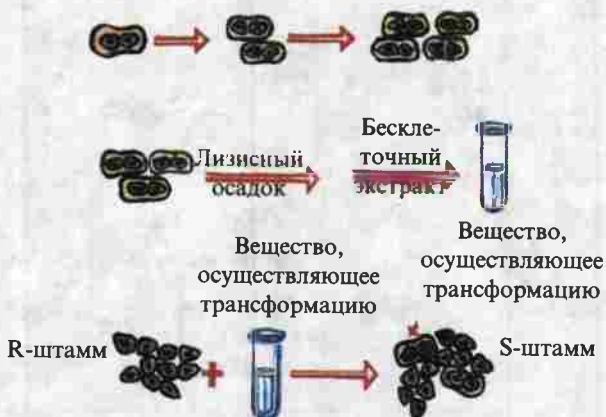 Лизисный
осадок
Бескле-
точный
экстракт
Вещество,
осуществляющее
трансформацию
Вещество,
осуществляющее
трансформацию
R-штамм
+
S-штамм